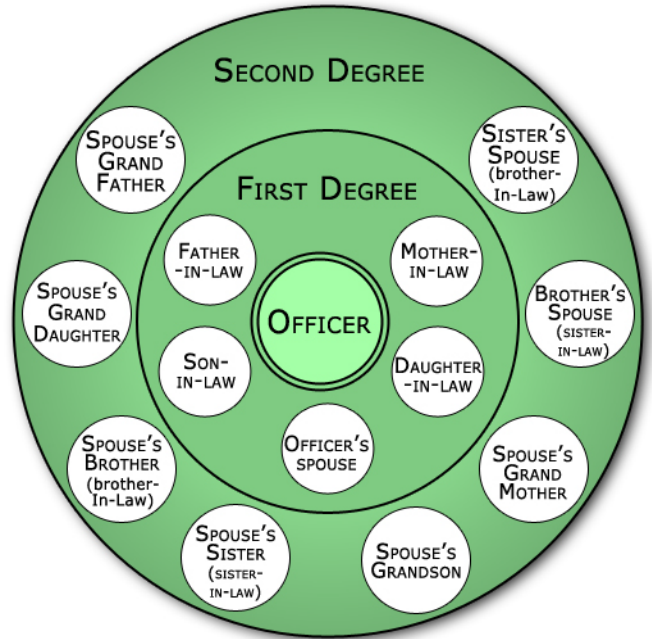 SECOND DEGREE
SPOUSE'S
GRAND
FATHER
SISTER'S
SPOUSE
(brother-
In-Law)
FIRST DEGREE
FATHER
-IN-LAW
MOTHER-
IN-LAW
SPOUSE'S
GRAND
DAUGHTER
OFFICER
BROTHER'S
SPOUSE
(SISTER-
IN-LAW)
SON-
IN-LAW
DAUGHTER
-IN-LAW
OFFICER'S
SPOUSE
SPOUSE'S
BROTHER
(brother-
In-Law)
SPOUSE'S
GRAND
MOTHER
SPOUSE'S
SISTER
(SISTER-
IN-LAW)
SPOUSE'S
GRANDSON